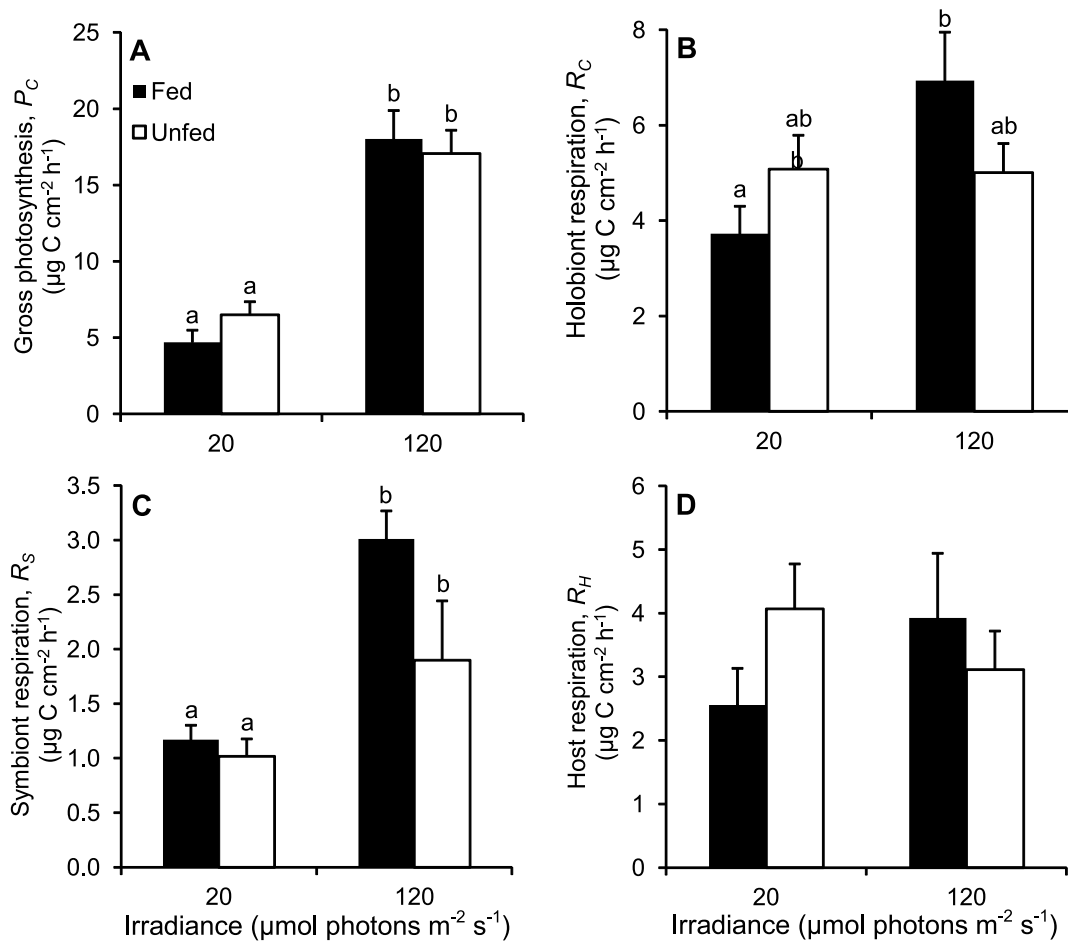 A
Gross photosynthesis, P_C
(µg C cm⁻² h⁻¹)
25
20
15
10
5
0
Fed
Unfed
a
a
b
b
20
120
B
Holobiont respiration, R_C
(µg C cm⁻² h⁻¹)
8
6
4
2
0
a
ab
b
b
ab
20
120
C
Symbiont respiration, R_S
(µg C cm⁻² h⁻¹)
3.5
3.0
2.5
2.0
1.5
1.0
0.5
0.0
a
a
b
b
20
120
Irradiance (µmol photons m⁻² s⁻¹)
D
Host respiration, R_H
(µg C cm⁻² h⁻¹)
6
5
4
3
2
1
0
20
120
Irradiance (µmol photons m⁻² s⁻¹)